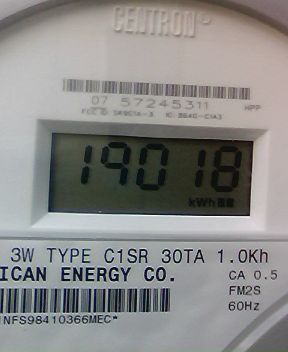 CENTRON
07 57245311 HPP
19018
kWh
3W TYPE C1SR 30TA 1.0Kh
ICAN ENERGY CO. CA 0.5
FM2S
60Hz
NFS98410366MEC*